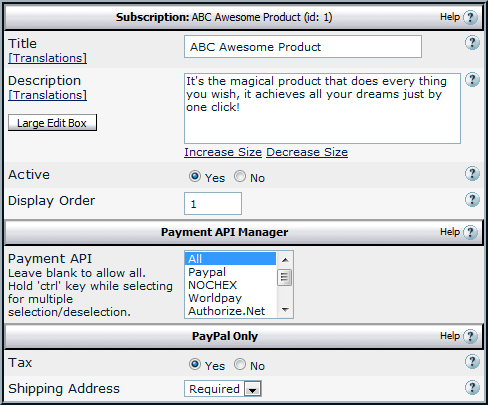 Subscription: ABC Awesome Product (id: 1) Help ?
Title ABC Awesome Product ?
[Translations]
Description It's the magical product that does every thing ?
[Translations] you wish, it achieves all your dreams just by
one click!
Large Edit Box
Increase Size Decrease Size
Active Yes No ?
Display Order 1 ?
Payment API Manager Help ?
Payment API All ?
Leave blank to allow all. Paypal
Hold 'ctrl' key while selecting NOCHEX
for multiple Worldpay
selection/deselection. Authorize.Net
PayPal Only Help ?
Tax Yes No ?
Shipping Address Required ?